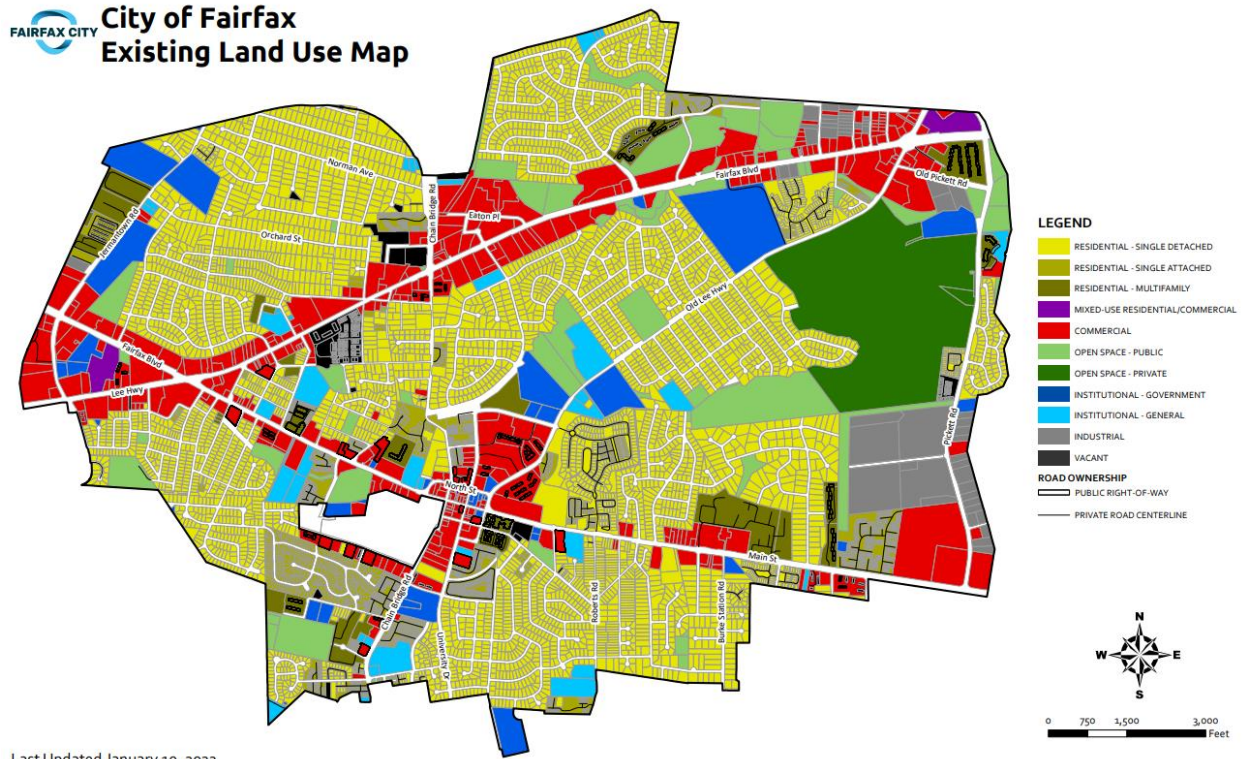 FAIRFAX CITY
City of Fairfax
Existing Land Use Map
Norman Ave
Chain Bridge Rd
Eaton Pl
Orchard St
Jermantown Rd
Fairfax Blvd
Old Pickett Rd
Old Lee Hwy
Fairfax Blvd
Lee Hwy
Pickett Rd
North St
Main St
Chain Bridge Rd
University Dr
Roberts Rd
Burke Station Rd
LEGEND
RESIDENTIAL - SINGLE DETACHED
RESIDENTIAL - SINGLE ATTACHED
RESIDENTIAL - MULTIFAMILY
MIXED-USE RESIDENTIAL/COMMERCIAL
COMMERCIAL
OPEN SPACE - PUBLIC
OPEN SPACE - PRIVATE
INSTITUTIONAL - GOVERNMENT
INSTITUTIONAL - GENERAL
INDUSTRIAL
VACANT
ROAD OWNERSHIP
PUBLIC RIGHT-OF-WAY
PRIVATE ROAD CENTERLINE
N
W
E
S
0 750 1,500 3,000
Feet
Last Updated January